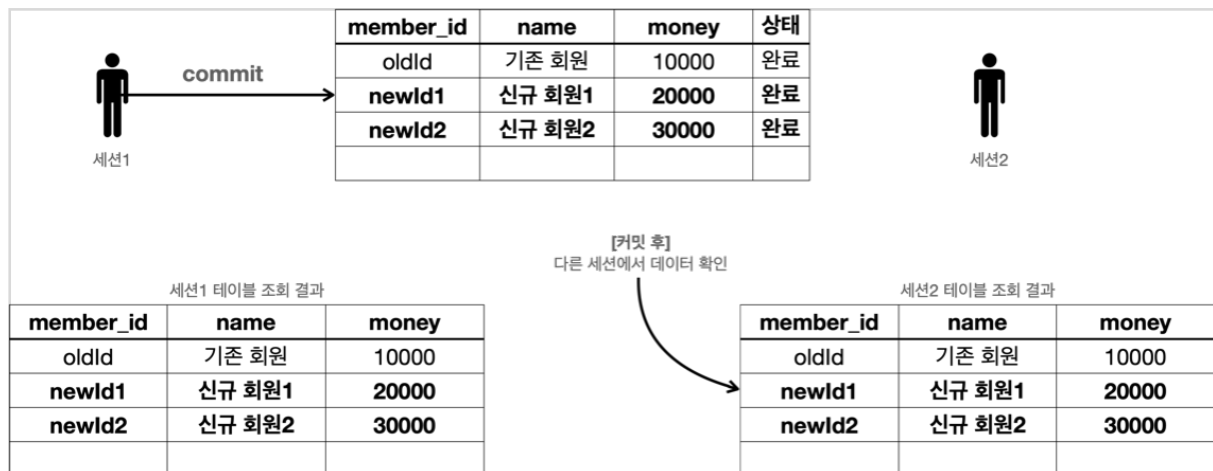 member_id name money 상태
oldId 기존 회원 10000 완료
newId1 신규 회원1 20000 완료
newId2 신규 회원2 30000 완료
commit
세션1
세션2
[커밋 후]
다른 세션에서 데이터 확인
세션1 테이블 조회 결과
member_id name money
oldId 기존 회원 10000
newId1 신규 회원1 20000
newId2 신규 회원2 30000
세션2 테이블 조회 결과
member_id name money
oldId 기존 회원 10000
newId1 신규 회원1 20000
newId2 신규 회원2 30000